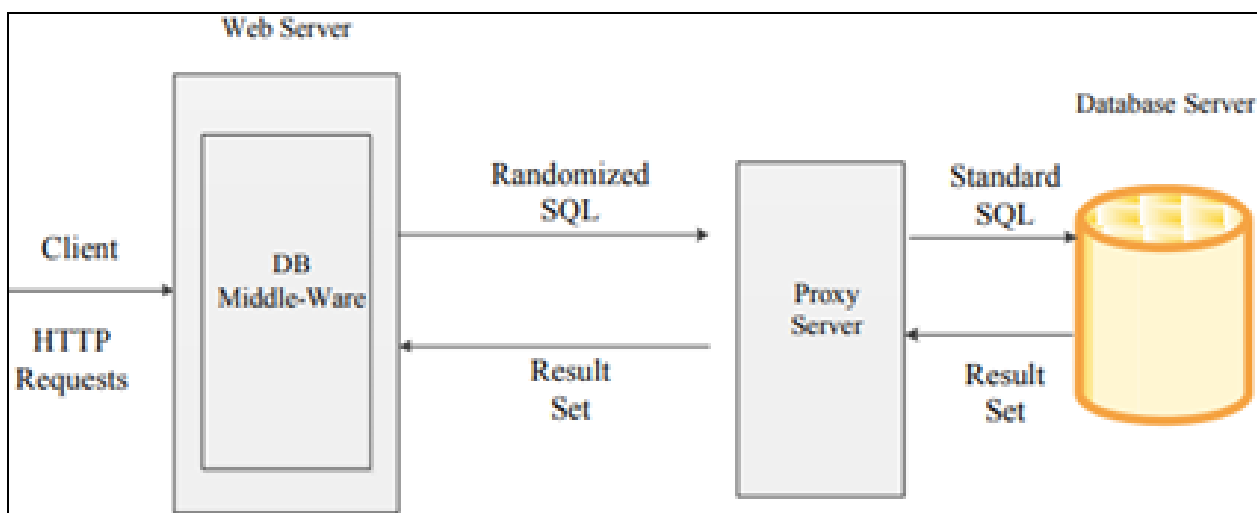 Web Server
Database Server
Client
HTTP
Requests
DB
Middle-Ware
Randomized
SQL
Result
Set
Proxy
Server
Standard
SQL
Result
Set